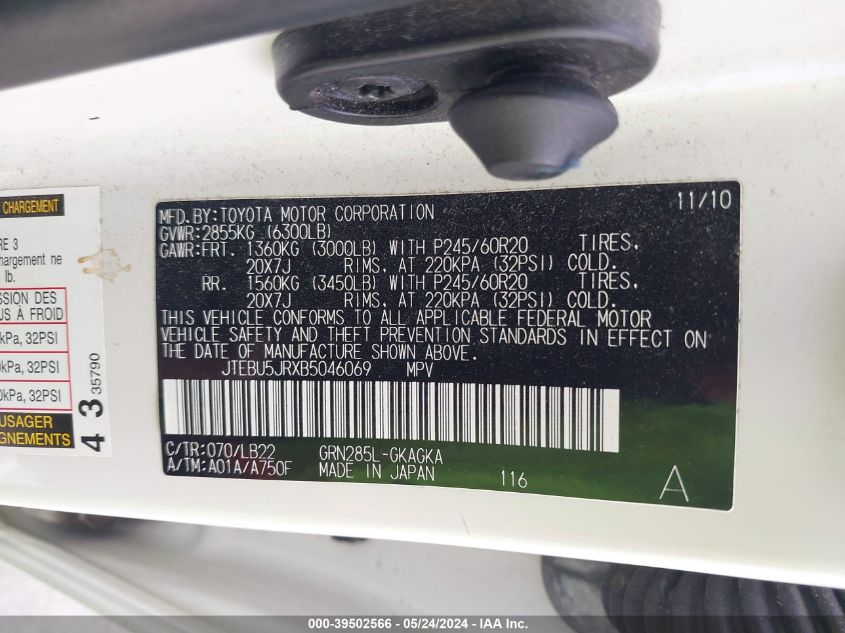 CHARGEMENT
RE 3
chargement ne
lb.
SSION DES
US À FROID
kPa, 32PSI
0kPa, 32PSI
0kPa, 32PSI
USAGER
GNEMENTS
4 3 35790
MFD.BY:TOYOTA MOTOR CORPORATION 11/10
GVWR:2855KG (6300LB)
GAWR:FRT. 1360KG (3000LB) WITH P245/60R20 TIRES,
20X7J RIMS, AT 220KPA (32PSI) COLD.
RR. 1560KG (3450LB) WITH P245/60R20 TIRES,
20X7J RIMS, AT 220KPA (32PSI) COLD.
THIS VEHICLE CONFORMS TO ALL APPLICABLE FEDERAL MOTOR
VEHICLE SAFETY AND THEFT PREVENTION STANDARDS IN EFFECT ON
THE DATE OF MANUFACTURE SHOWN ABOVE.
JTEBU5JRXB5046069 MPV
C/TR:070/LB22 GRN285L-GKAGKA
A/TM:A01A/A750F MADE IN JAPAN 116 A
000-39502566 - 05/24/2024 - IAA Inc.